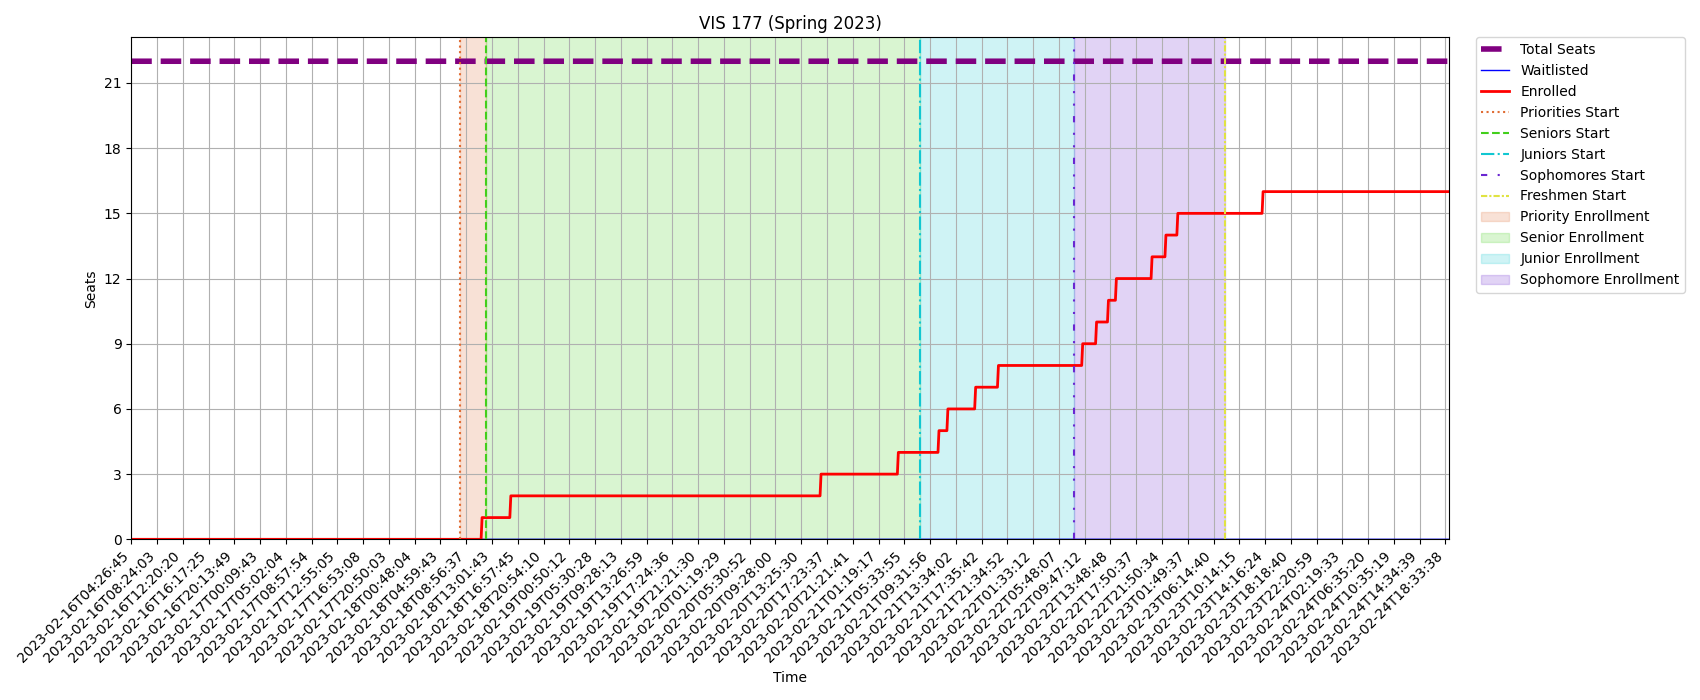 VIS 177 (Spring 2023)
Seats
21
18
15
12
9
6
3
0
2023-02-16T04:26:45
2023-02-16T08:24:03
2023-02-16T12:20:20
2023-02-16T16:17:25
2023-02-16T20:13:49
2023-02-17T00:09:43
2023-02-17T05:02:04
2023-02-17T08:57:54
2023-02-17T12:55:05
2023-02-17T16:53:08
2023-02-17T20:50:03
2023-02-18T00:48:04
2023-02-18T04:59:43
2023-02-18T08:56:37
2023-02-18T13:01:43
2023-02-18T16:57:45
2023-02-18T20:54:10
2023-02-19T00:50:12
2023-02-19T05:30:28
2023-02-19T09:28:13
2023-02-19T13:26:59
2023-02-19T17:24:36
2023-02-19T21:21:30
2023-02-20T01:19:29
2023-02-20T05:30:52
2023-02-20T09:28:00
2023-02-20T13:25:30
2023-02-20T17:23:37
2023-02-20T21:21:41
2023-02-21T01:19:17
2023-02-21T05:33:55
2023-02-21T09:31:56
2023-02-21T13:34:02
2023-02-21T17:35:42
2023-02-21T21:34:52
2023-02-22T01:33:12
2023-02-22T05:48:07
2023-02-22T09:47:12
2023-02-22T13:48:48
2023-02-22T17:50:37
2023-02-22T21:50:34
2023-02-23T01:49:37
2023-02-23T06:14:40
2023-02-23T10:14:15
2023-02-23T14:16:24
2023-02-23T18:18:40
2023-02-23T22:20:59
2023-02-24T02:19:33
2023-02-24T06:35:20
2023-02-24T10:35:19
2023-02-24T14:34:39
2023-02-24T18:33:38
Time
Total Seats
Waitlisted
Enrolled
Priorities Start
Seniors Start
Juniors Start
Sophomores Start
Freshmen Start
Priority Enrollment
Senior Enrollment
Junior Enrollment
Sophomore Enrollment